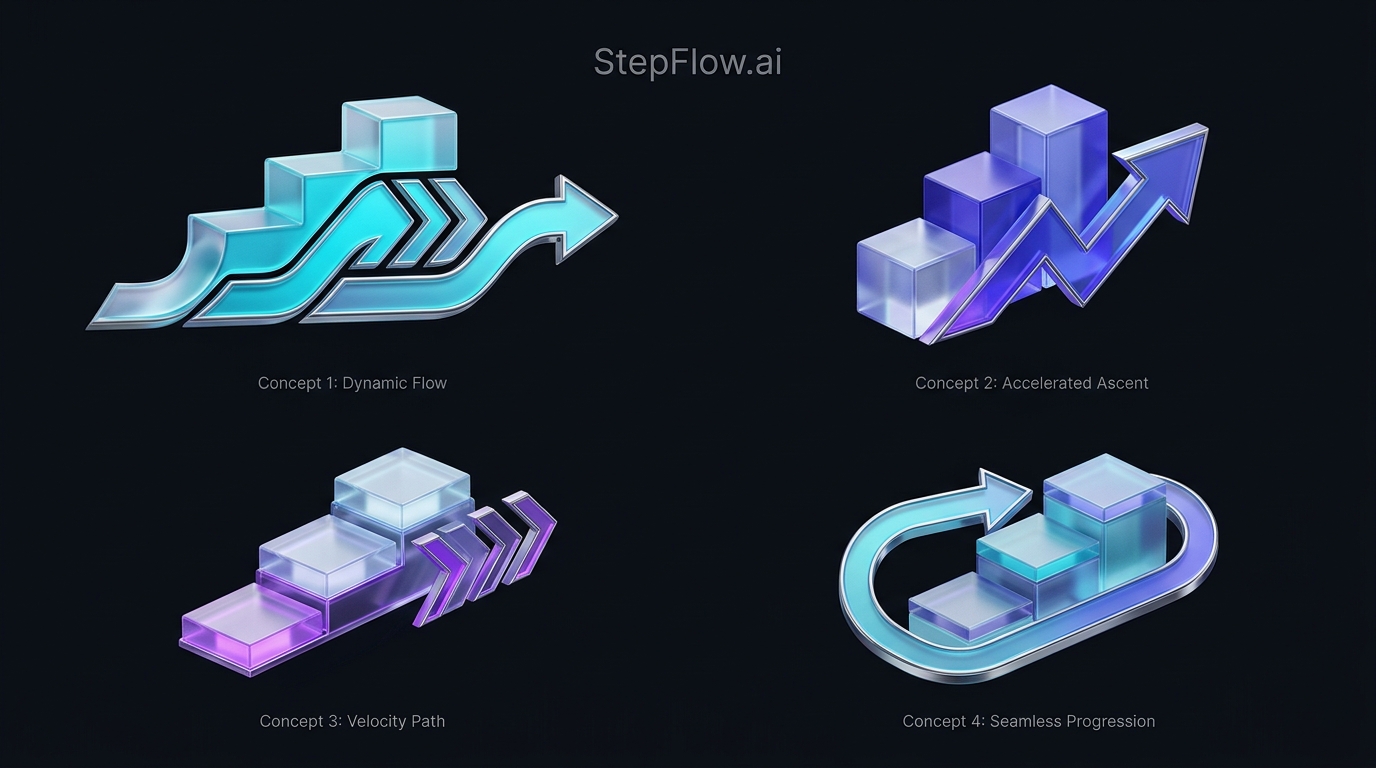 StepFlow.ai
Concept 1: Dynamic Flow
Concept 2: Accelerated Ascent
Concept 3: Velocity Path
Concept 4: Seamless Progression